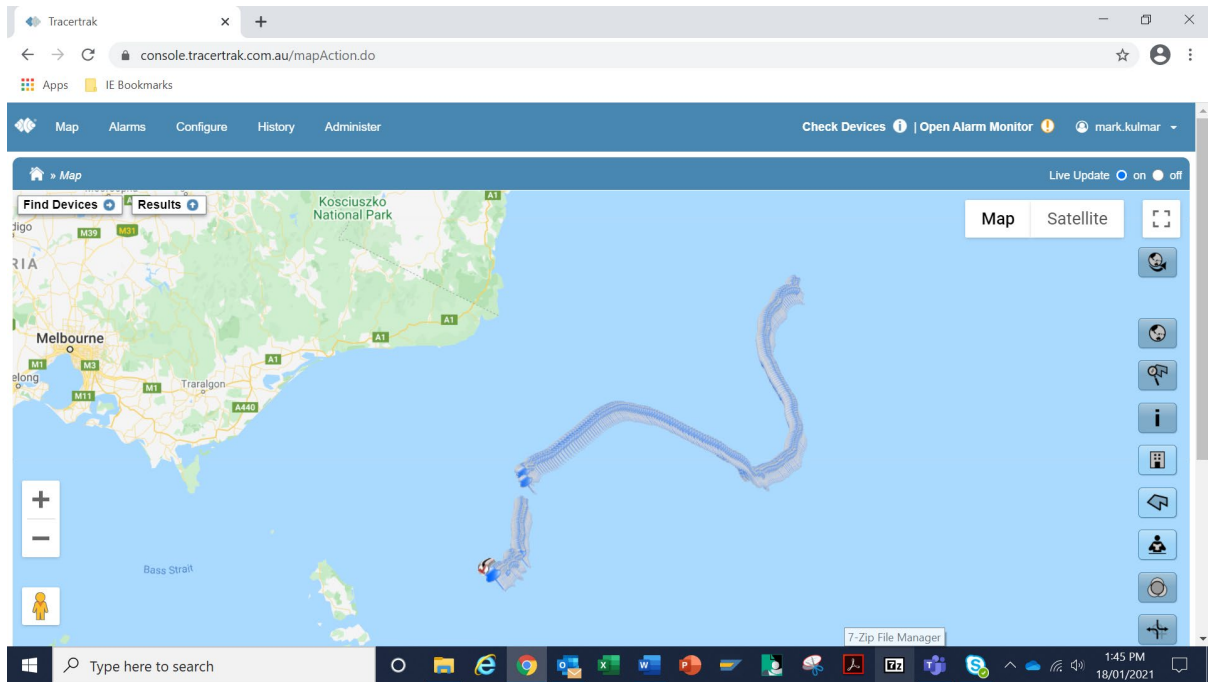 Tracertrak
console.tracertrak.com.au/mapAction.do
Apps IE Bookmarks
Map Alarms Configure History Administer Check Devices | Open Alarm Monitor mark.kulmar
» Map Live Update on off
Find Devices Results
Map Satellite
Kosciuszko
National Park
A1
M39 M31
A1
A1
Melbourne
M1 M3
A1
M11
M1 Traralgon
A440
Bass Strait
7-Zip File Manager
Type here to search
1:45 PM
18/01/2021